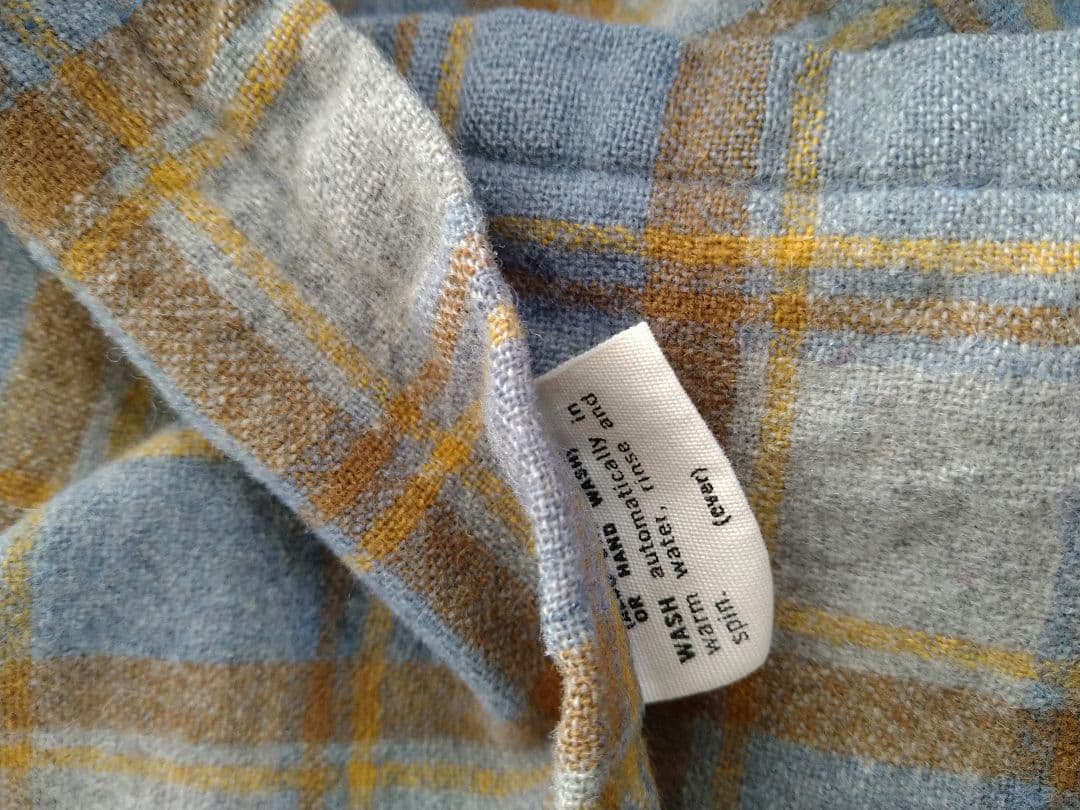 OR HAND WASH)
WASH automatically in
warm water, rinse and
spin.
(over)